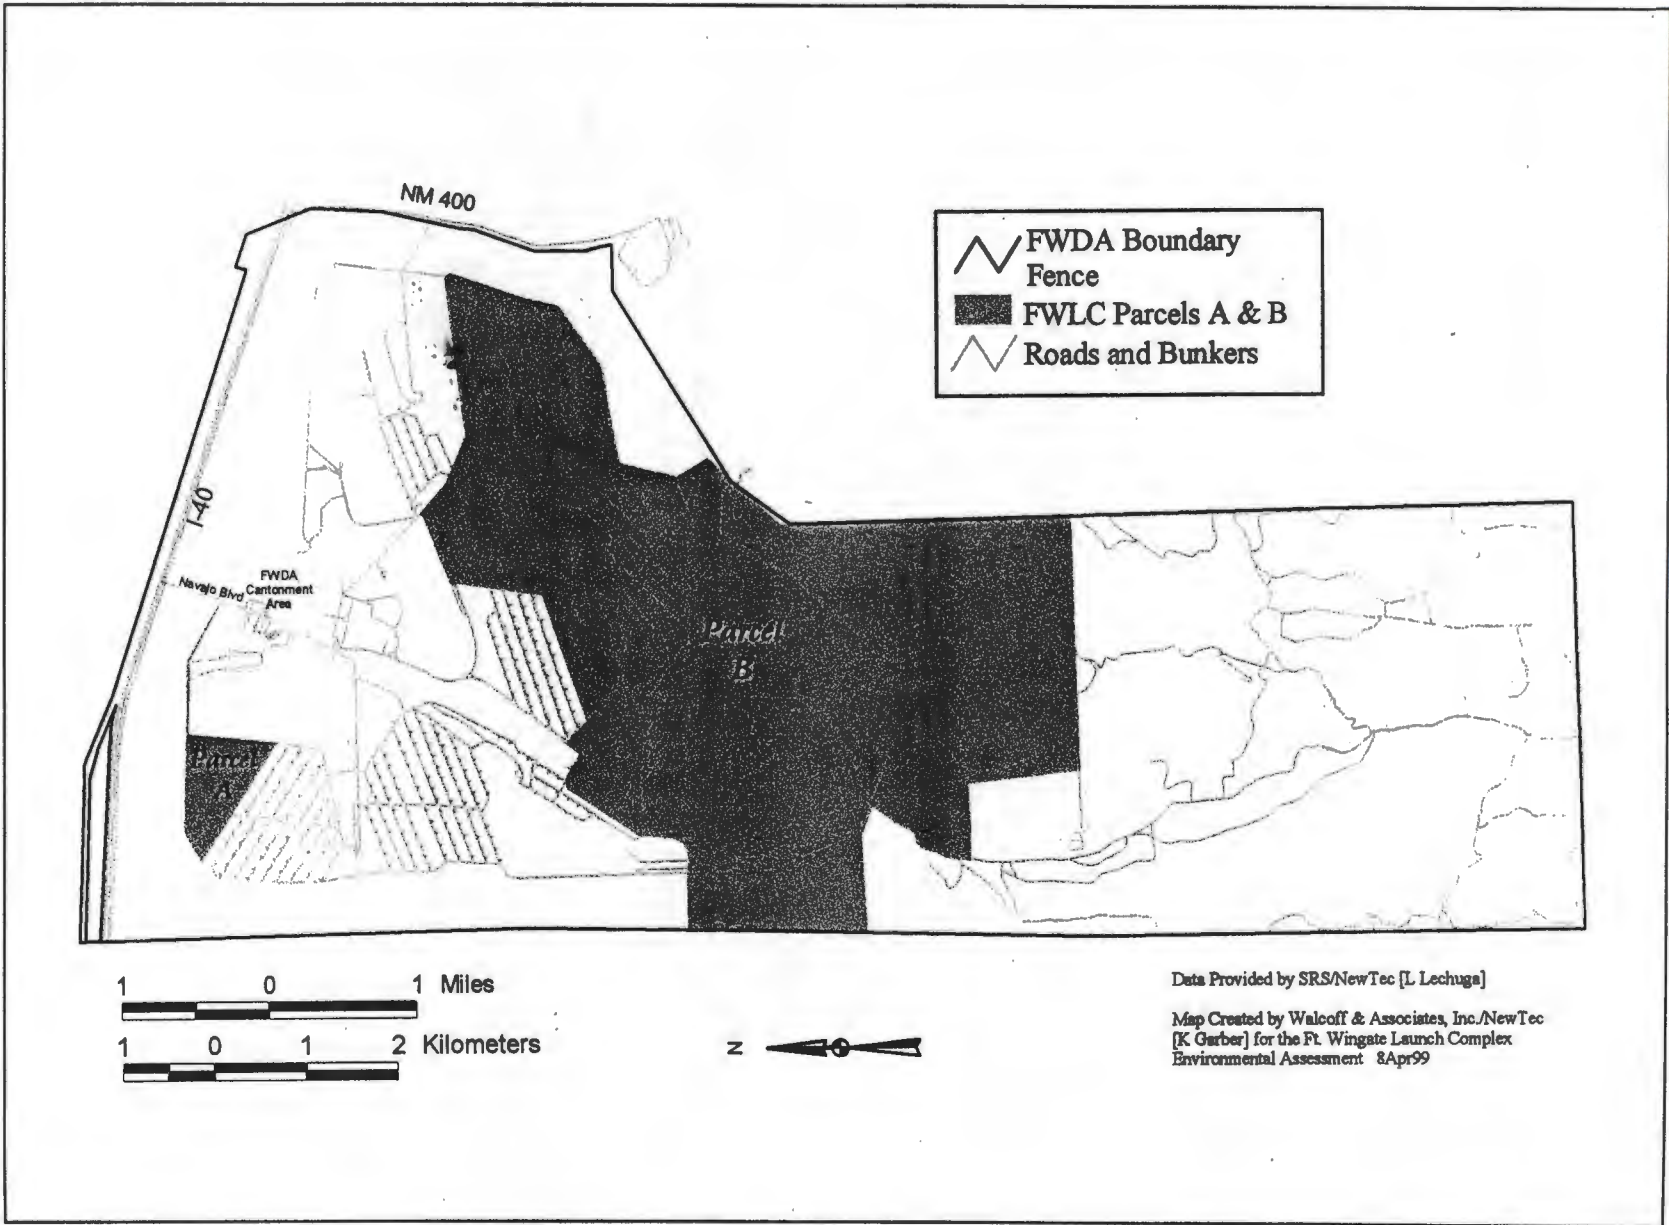 NM 400
FWDA Boundary
Fence
FWLC Parcels A & B
Roads and Bunkers
I-40
Navajo Blvd
FWDA
Cantonment
Area
Parcel
B
Parcel
A
1 0 1 Miles
1 0 1 2 Kilometers
N
Data Provided by SRS/NewTec [L Lechuga]
Map Created by Walcoff & Associates, Inc./NewTec
[K Garber] for the Ft. Wingate Launch Complex
Environmental Assessment 8Apr99